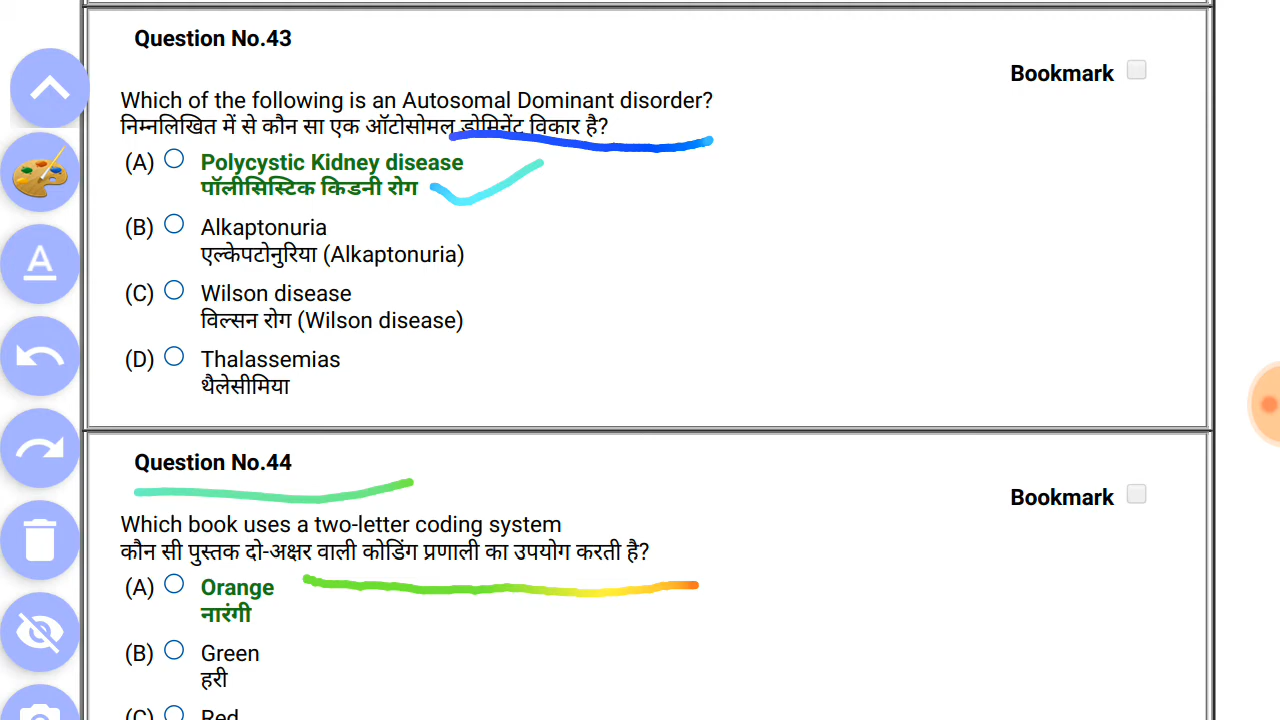 Question No.43
Bookmark
Which of the following is an Autosomal Dominant disorder?
निम्नलिखित में से कौन सा एक ऑटोसोमल डोमिनेंट विकार है?
(A) Polycystic Kidney disease
पॉलीसिस्टिक किडनी रोग
(B) Alkaptonuria
एल्केपटोनुरिया (Alkaptonuria)
(C) Wilson disease
विल्सन रोग (Wilson disease)
(D) Thalassemias
थैलेसीमिया
Question No.44
Bookmark
Which book uses a two-letter coding system
कौन सी पुस्तक दो-अक्षर वाली कोडिंग प्रणाली का उपयोग करती है?
(A) Orange
नारंगी
(B) Green
हरी
(C) Red
A